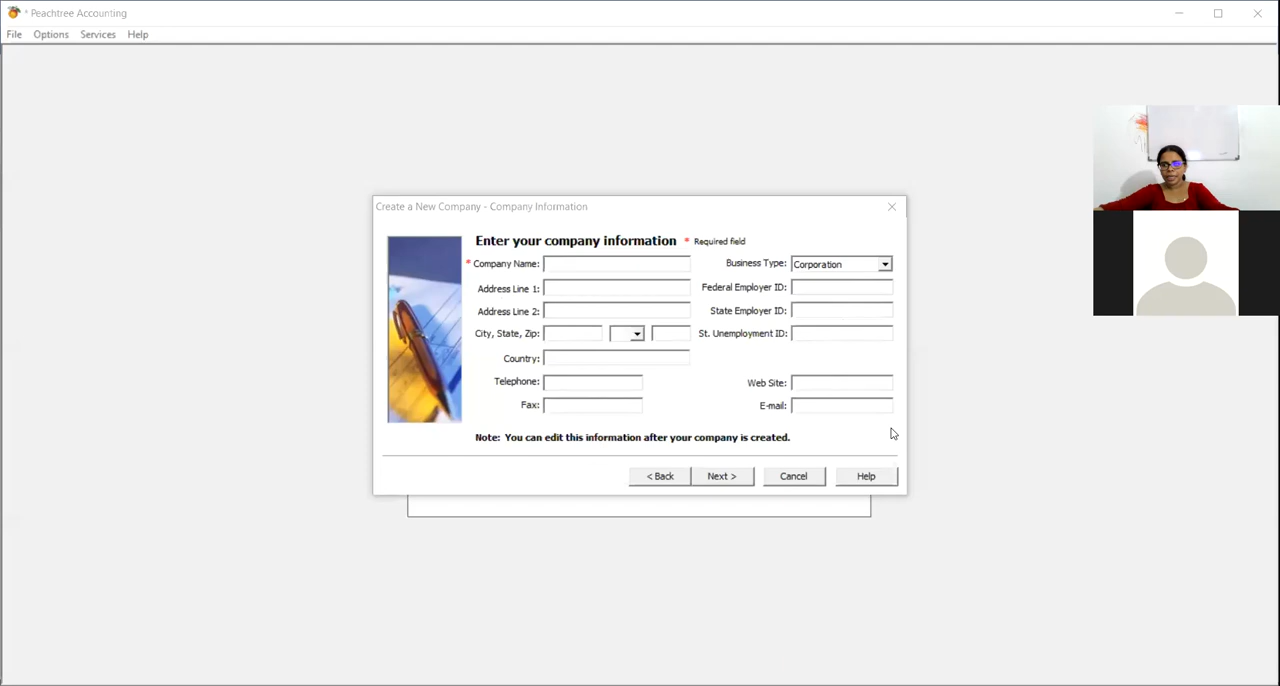 * Peachtree Accounting
File Options Services Help
Create a New Company - Company Information
Enter your company information * Required field
* Company Name: Business Type: Corporation
Address Line 1: Federal Employer ID:
Address Line 2: State Employer ID:
City, State, Zip: St. Unemployment ID:
Country:
Telephone: Web Site:
Fax: E-mail:
Note: You can edit this information after your company is created.
< Back Next > Cancel Help